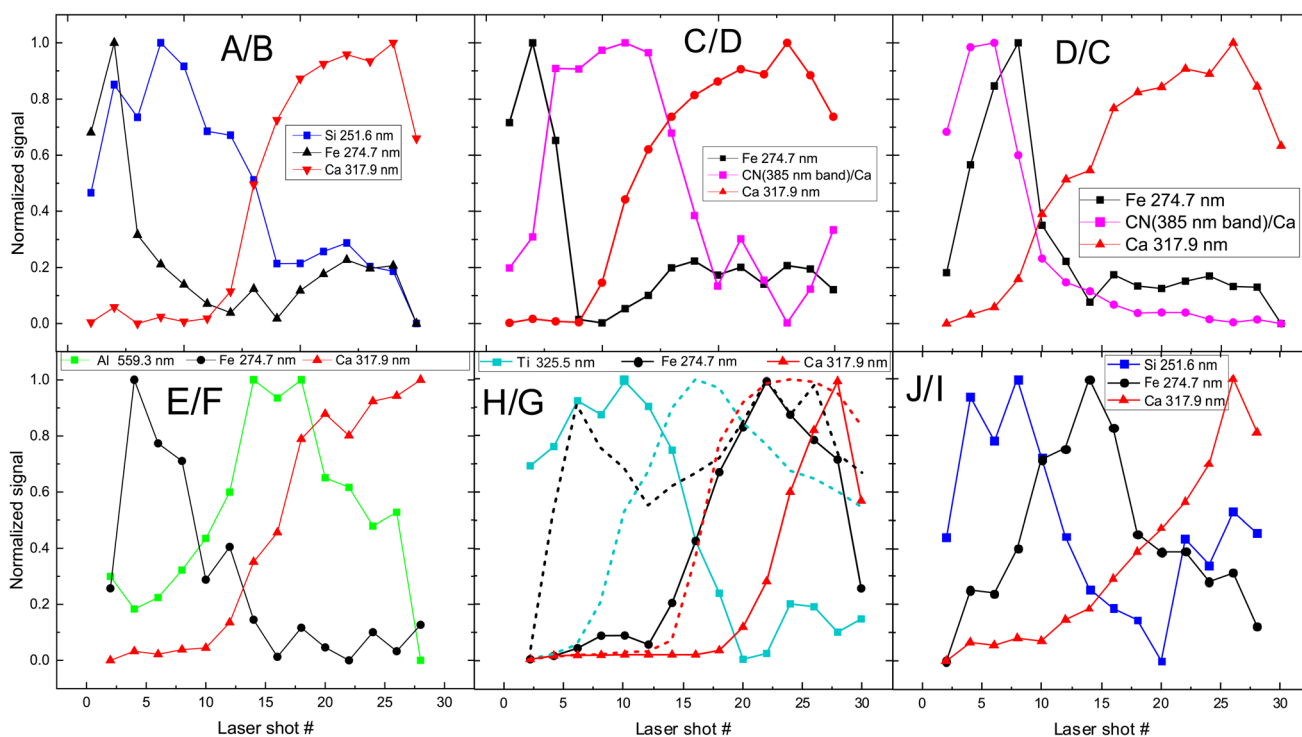 A/B
C/D
D/C
1.0
0.8
0.6
0.4
0.2
0.0
Normalized signal
Si 251.6 nm
Fe 274.7 nm
Ca 317.9 nm
Fe 274.7 nm
CN(385 nm band)/Ca
Ca 317.9 nm
Fe 274.7 nm
CN(385 nm band)/Ca
Ca 317.9 nm
Al 559.3 nm Fe 274.7 nm Ca 317.9 nm
Ti 325.5 nm Fe 274.7 nm Ca 317.9 nm
Si 251.6 nm
Fe 274.7 nm
Ca 317.9 nm
E/F
H/G
J/I
1.0
0.8
0.6
0.4
0.2
0.0
Normalized signal
0 5 10 15 20 25 30
0 5 10 15 20 25 30
0 5 10 15 20 25 30
Laser shot #
Laser shot #
Laser shot #